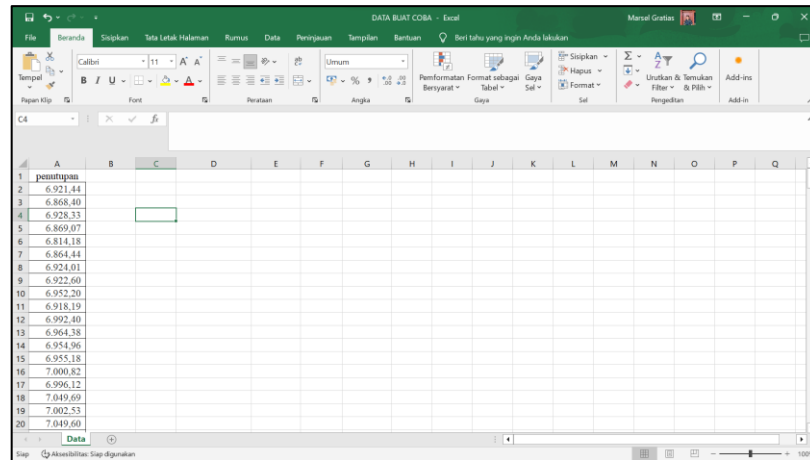 DATA BUAT COBA - Excel
Marsel Gratias
File Beranda Sisipkan Tata Letak Halaman Rumus Data Peninjauan Tampilan Bantuan Beri tahu yang ingin Anda lakukan
Tempel
Calibri 11
B I U
Umum
Pemformatan Bersyarat
Format sebagai Tabel
Gaya Sel
Sisipkan
Hapus
Format
Urutkan & Filter
Temukan & Pilih
Add-ins
Papan Klip Font Perataan Angka Gaya Sel Pengeditan Add-in
C4 fx
A B C D E F G H I J K L M N O P Q
1 penutupan
2 6.921,44
3 6.868,40
4 6.928,33
5 6.869,07
6 6.814,18
7 6.864,44
8 6.924,01
9 6.922,60
10 6.952,20
11 6.918,19
12 6.992,40
13 6.964,38
14 6.954,96
15 6.955,18
16 7.000,82
17 6.996,12
18 7.049,69
19 7.002,53
20 7.049,60
Data
Siap Aksesibilitas: Siap digunakan